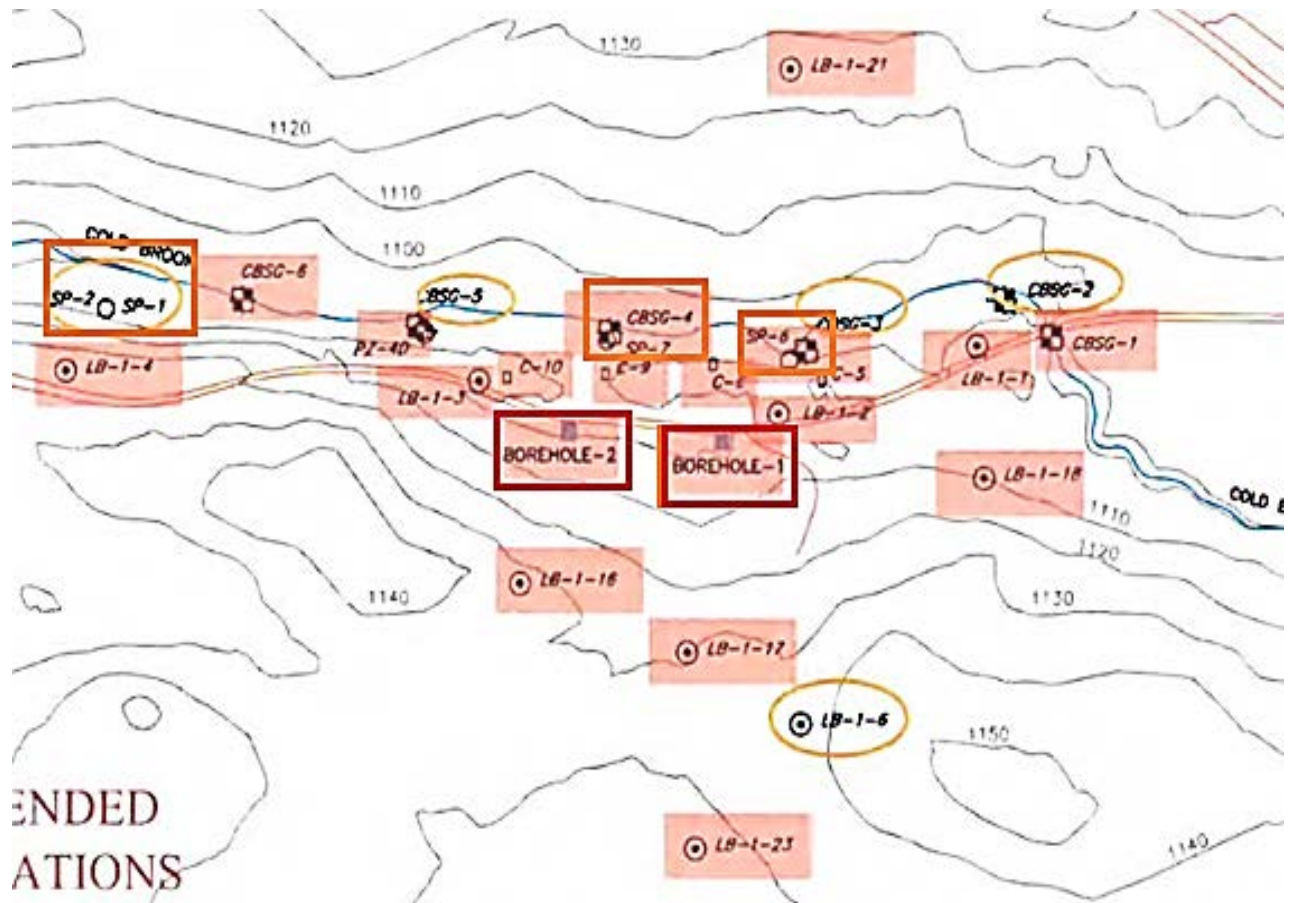 1130
LB-1-21
1120
1110
COLD BROOK
1100
CBSG-6
SP-2
SP-1
CBSG-5
CBSG-4
CBSG-2
SP-7
SP-6
CBSG-3
PZ-40
CBSG-1
LB-1-4
C-10
C-9
C-5
LB-1-1
LB-1-3
LB-1-2
BOREHOLE-2
BOREHOLE-1
LB-1-18
COLD B
1110
1120
LB-1-16
1140
1130
LB-1-17
LB-1-6
1150
ENDED
LB-1-23
1140
ATIONS